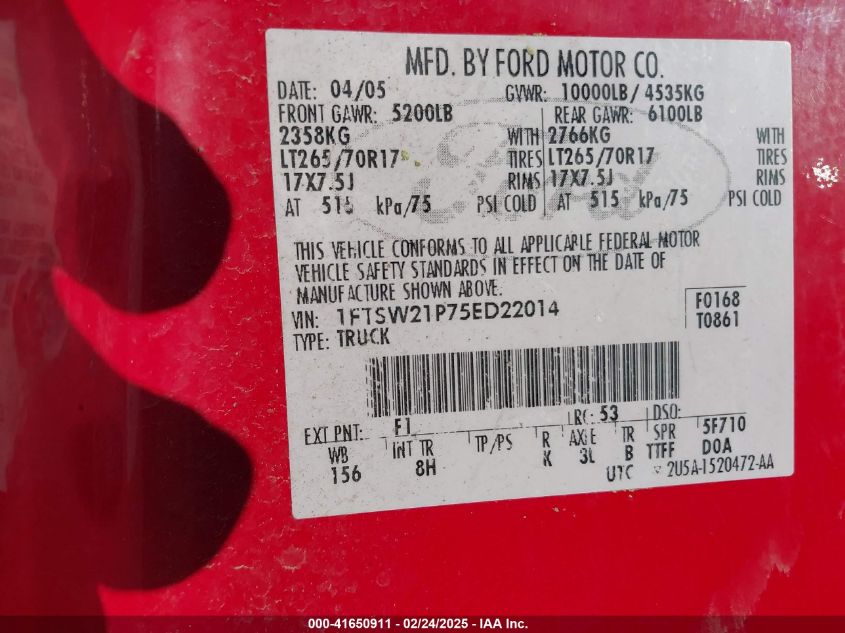 MFD. BY FORD MOTOR CO.
DATE: 04/05 GVWR: 10000LB/ 4535KG
FRONT GAWR: 5200LB REAR GAWR: 6100LB
2358KG WITH 2766KG WITH
LT265/70R17 TIRES LT265/70R17 TIRES
17X7.5J RIMS 17X7.5J RIMS
AT 515 kPa/75 PSI COLD AT 515 kPa/75 PSI COLD
THIS VEHICLE CONFORMS TO ALL APPLICABLE FEDERAL MOTOR
VEHICLE SAFETY STANDARDS IN EFFECT ON THE DATE OF
MANUFACTURE SHOWN ABOVE.
VIN: 1FTSW21P75ED22014 F0168
TYPE: TRUCK T0861
EXT PNT: F1 RC: 53 DSO:
WB INT TR TP/PS R AXLE TR SPR 5F710
156 8H K 3L B TTFF DOA
UTC 2U5A-1520472-AA
000-41650911 - 02/24/2025 - IAA Inc.